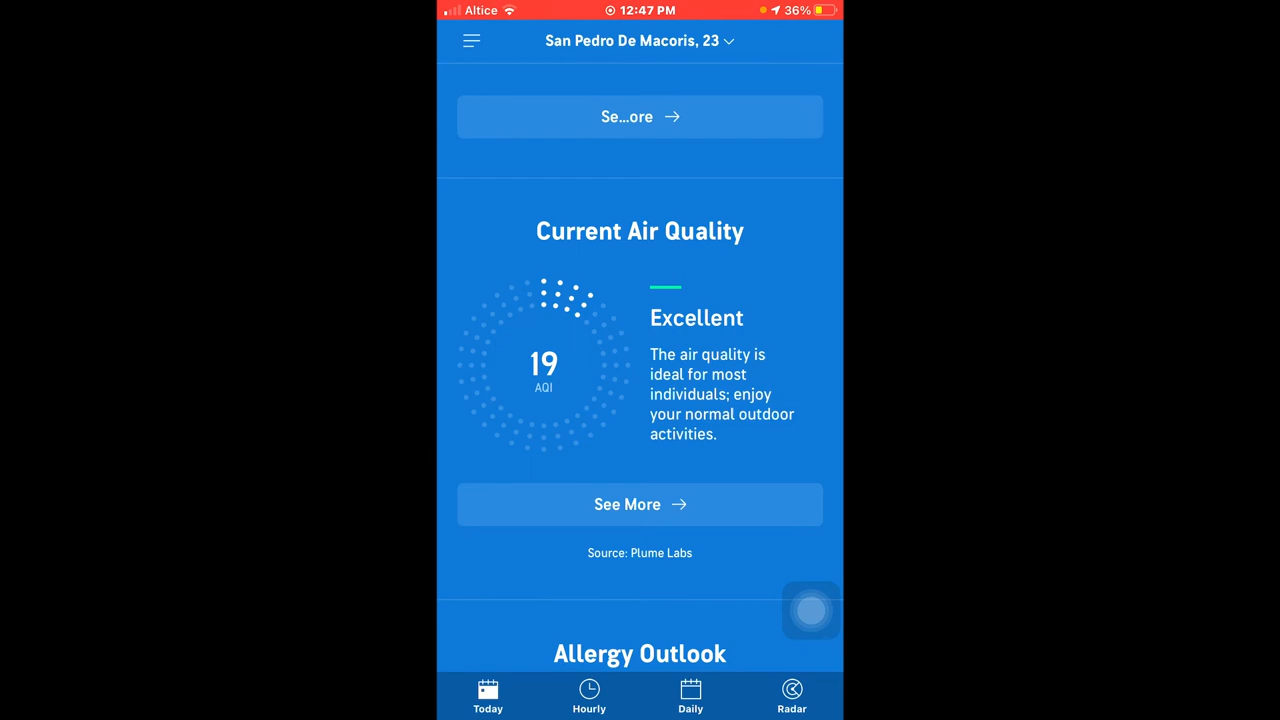 Altice 12:47 PM 36%
San Pedro De Macoris, 23
Se...ore →
Current Air Quality
19
AQI
Excellent
The air quality is
ideal for most
individuals; enjoy
your normal outdoor
activities.
See More →
Source: Plume Labs
Allergy Outlook
Today Hourly Daily Radar